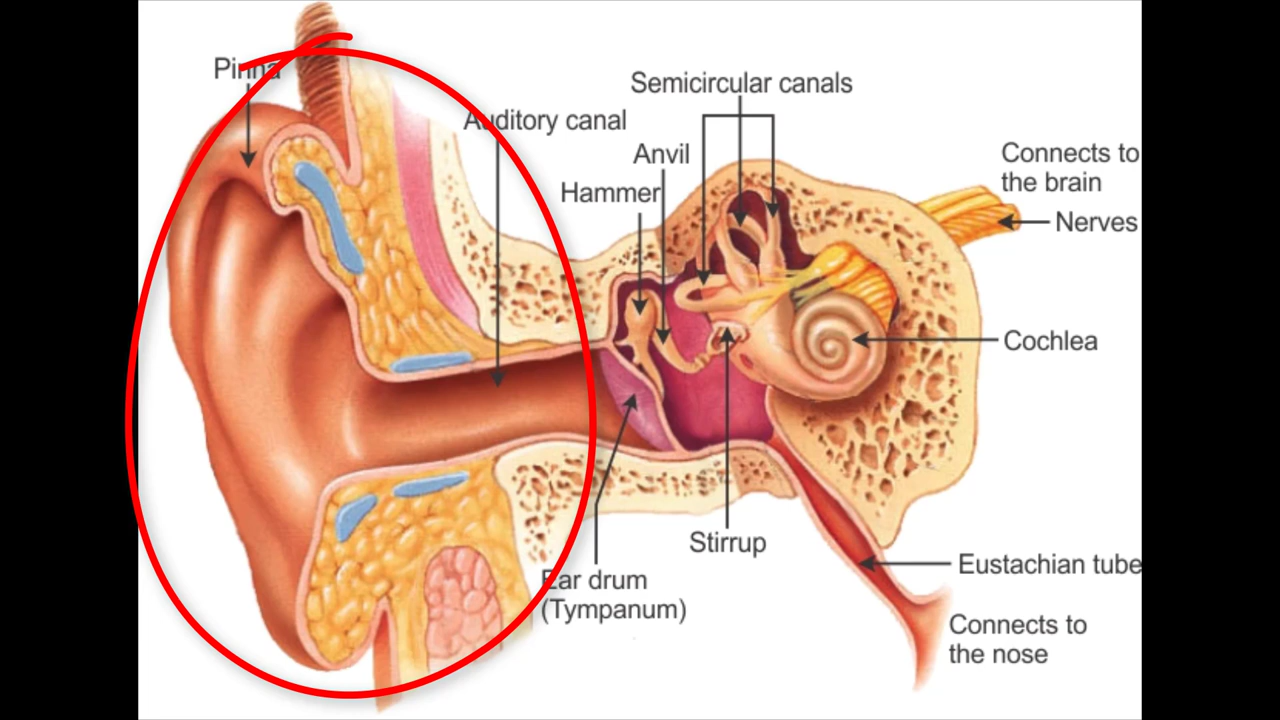 Pinna
Auditory canal
Semicircular canals
Anvil
Hammer
Connects to
the brain
Nerves
Cochlea
Stirrup
Ear drum
(Tympanum)
Eustachian tube
Connects to
the nose